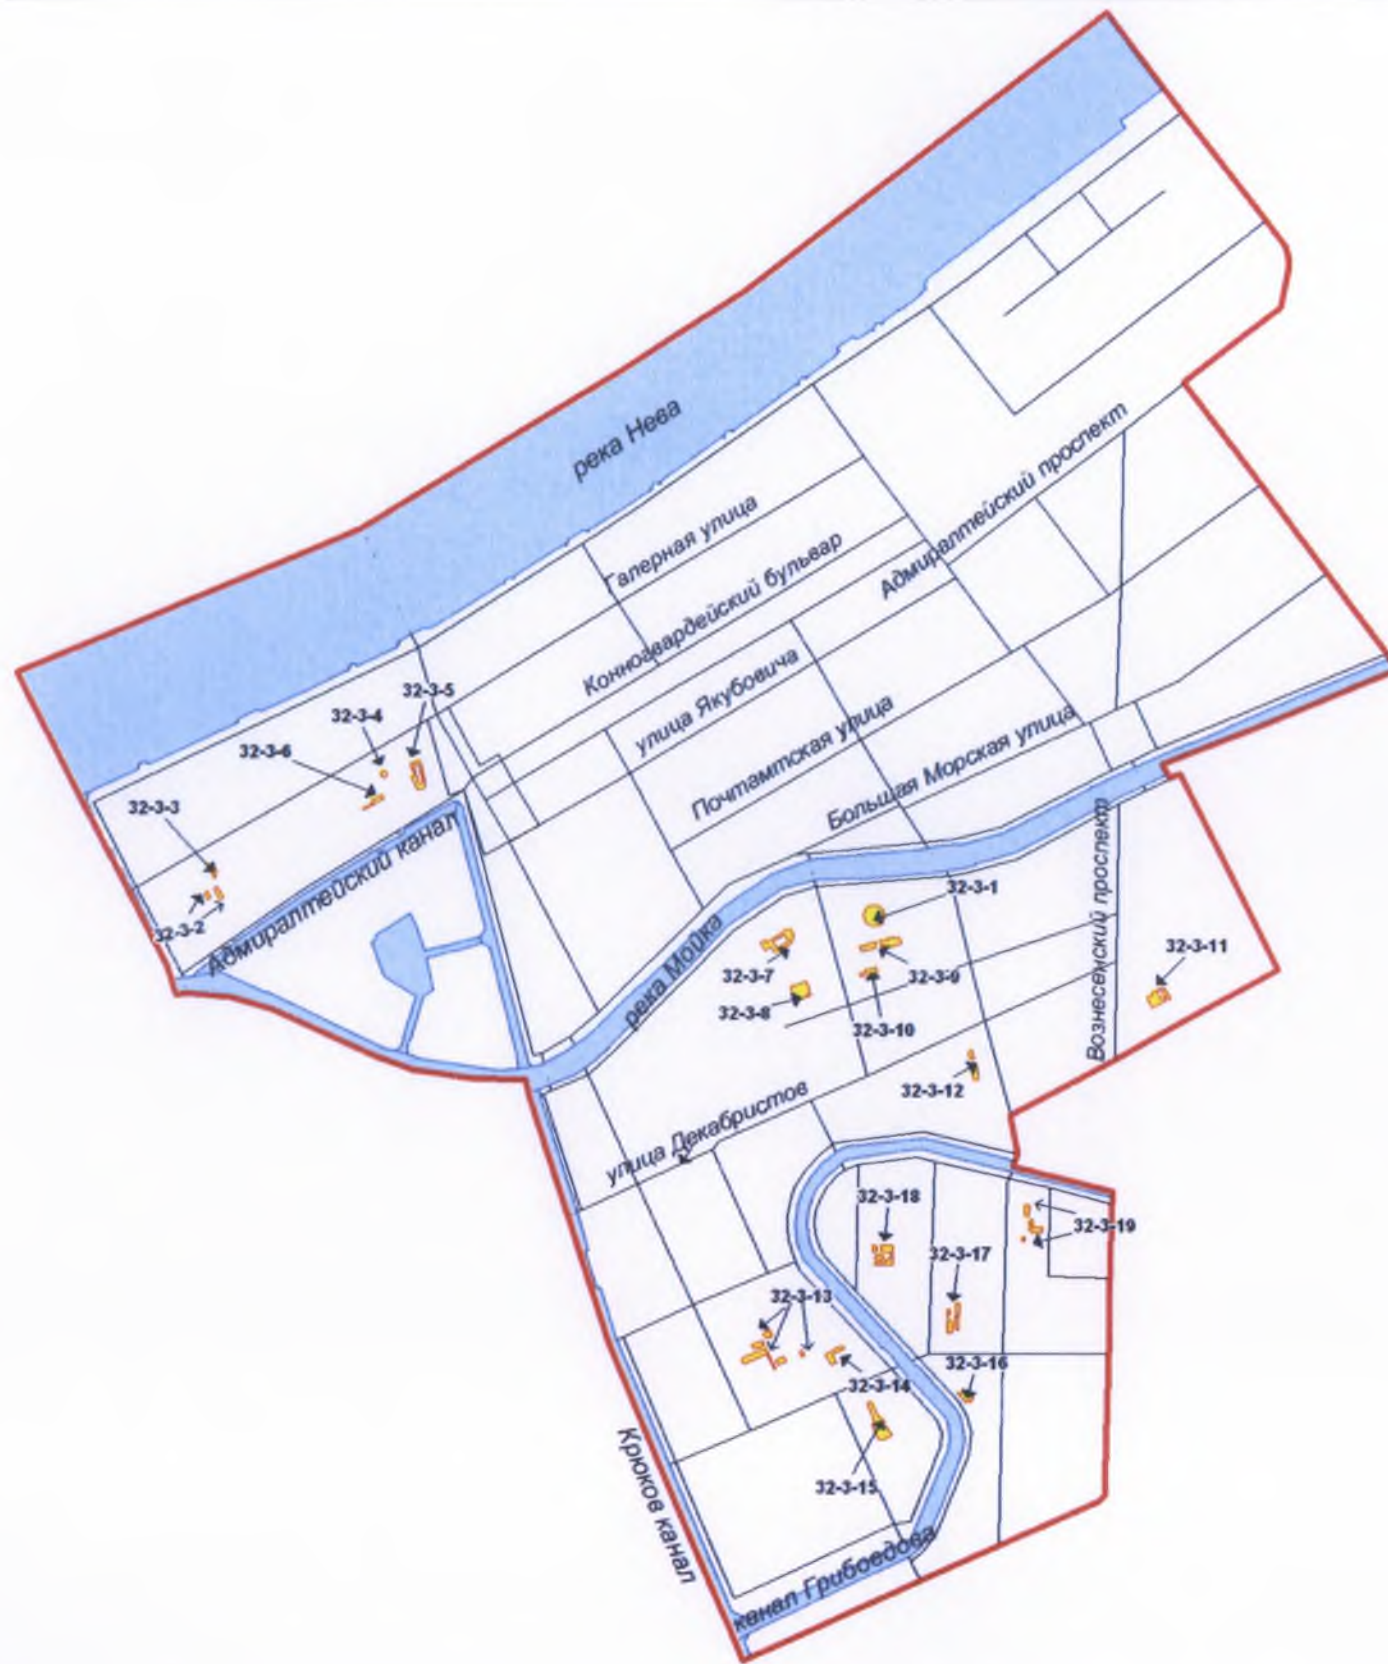 река Нева
Адмиралтейский проспект
Галерная улица
Конногвардейский бульвар
улица Якубовича
32-3-5
32-3-4
32-3-6
Почтамтская улица
Большая Морская улица
32-3-3
Адмиралтейский канал
Вознесенский проспект
32-3-2
река Мойка
32-3-1
32-3-7
32-3-9
32-3-11
32-3-8
32-3-10
32-3-12
улица Декабристов
32-3-18
32-3-19
32-3-17
32-3-13
32-3-16
32-3-14
32-3-15
Крюков канал
канал Грибоедова